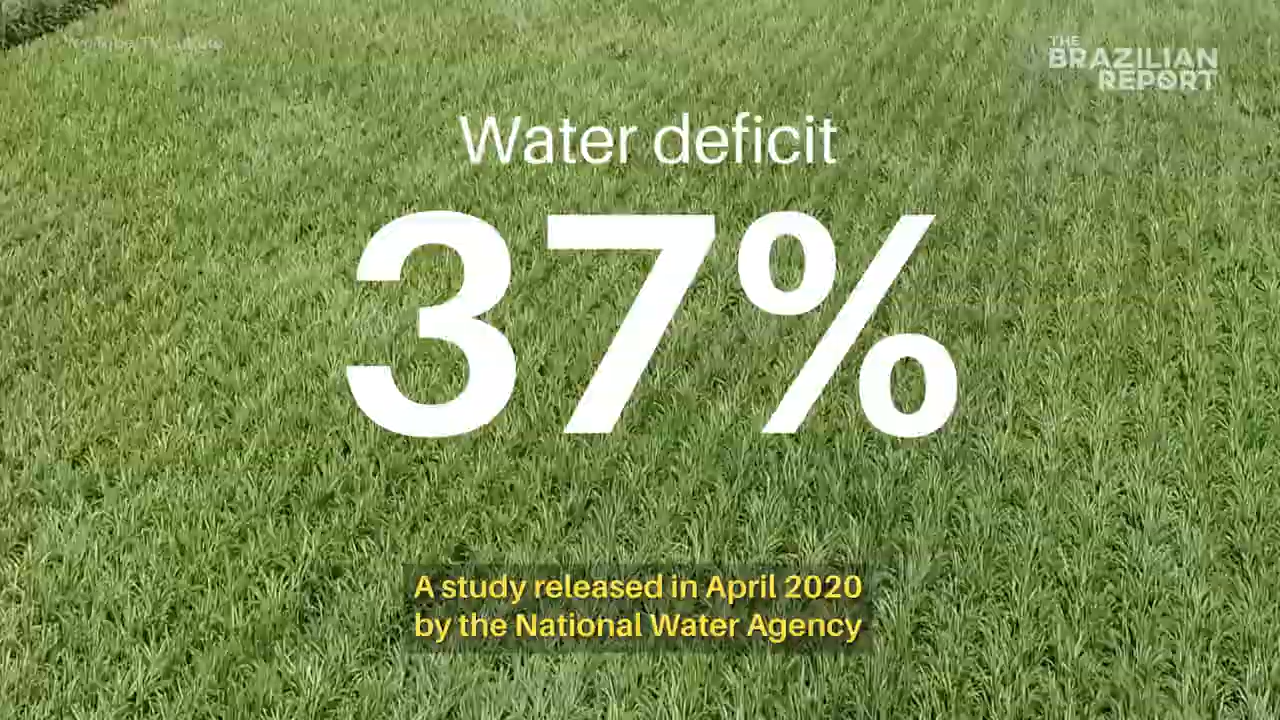 THE
BRAZILIAN
REPORT
Water deficit
37%
A study released in April 2020
by the National Water Agency